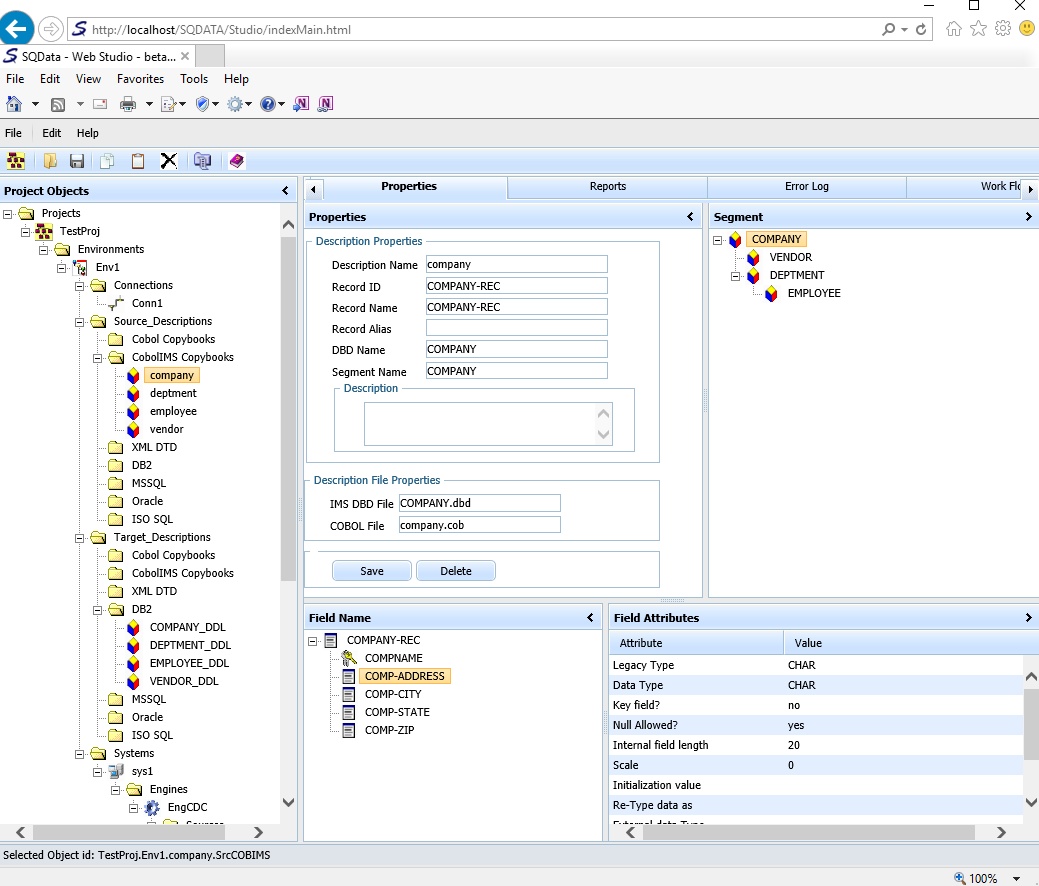 http://localhost/SQDATA/Studio/indexMain.html
SQData - Web Studio - beta...
File Edit View Favorites Tools Help
File Edit Help
Project Objects
Projects
TestProj
Environments
Env1
Connections
Conn1
Source_Descriptions
Cobol Copybooks
CobolIMS Copybooks
company
deptment
employee
vendor
XML DTD
DB2
MSSQL
Oracle
ISO SQL
Target_Descriptions
Cobol Copybooks
CobolIMS Copybooks
XML DTD
DB2
COMPANY_DDL
DEPTMENT_DDL
EMPLOYEE_DDL
VENDOR_DDL
MSSQL
Oracle
ISO SQL
Systems
sys1
Engines
EngCDC
Sources
Properties Reports Error Log Work Flo
Properties
Description Properties
Description Name company
Record ID COMPANY-REC
Record Name COMPANY-REC
Record Alias
DBD Name COMPANY
Segment Name COMPANY
Description
Description File Properties
IMS DBD File COMPANY.dbd
COBOL File company.cob
Save Delete
Segment
COMPANY
VENDOR
DEPTMENT
EMPLOYEE
Field Name
COMPANY-REC
COMPNAME
COMP-ADDRESS
COMP-CITY
COMP-STATE
COMP-ZIP
Field Attributes
Attribute Value
Legacy Type CHAR
Data Type CHAR
Key field? no
Null Allowed? yes
Internal field length 20
Scale 0
Initialization value
Re-Type data as
External data Type
Selected Object id: TestProj.Env1.company.SrcCOBIMS
100%